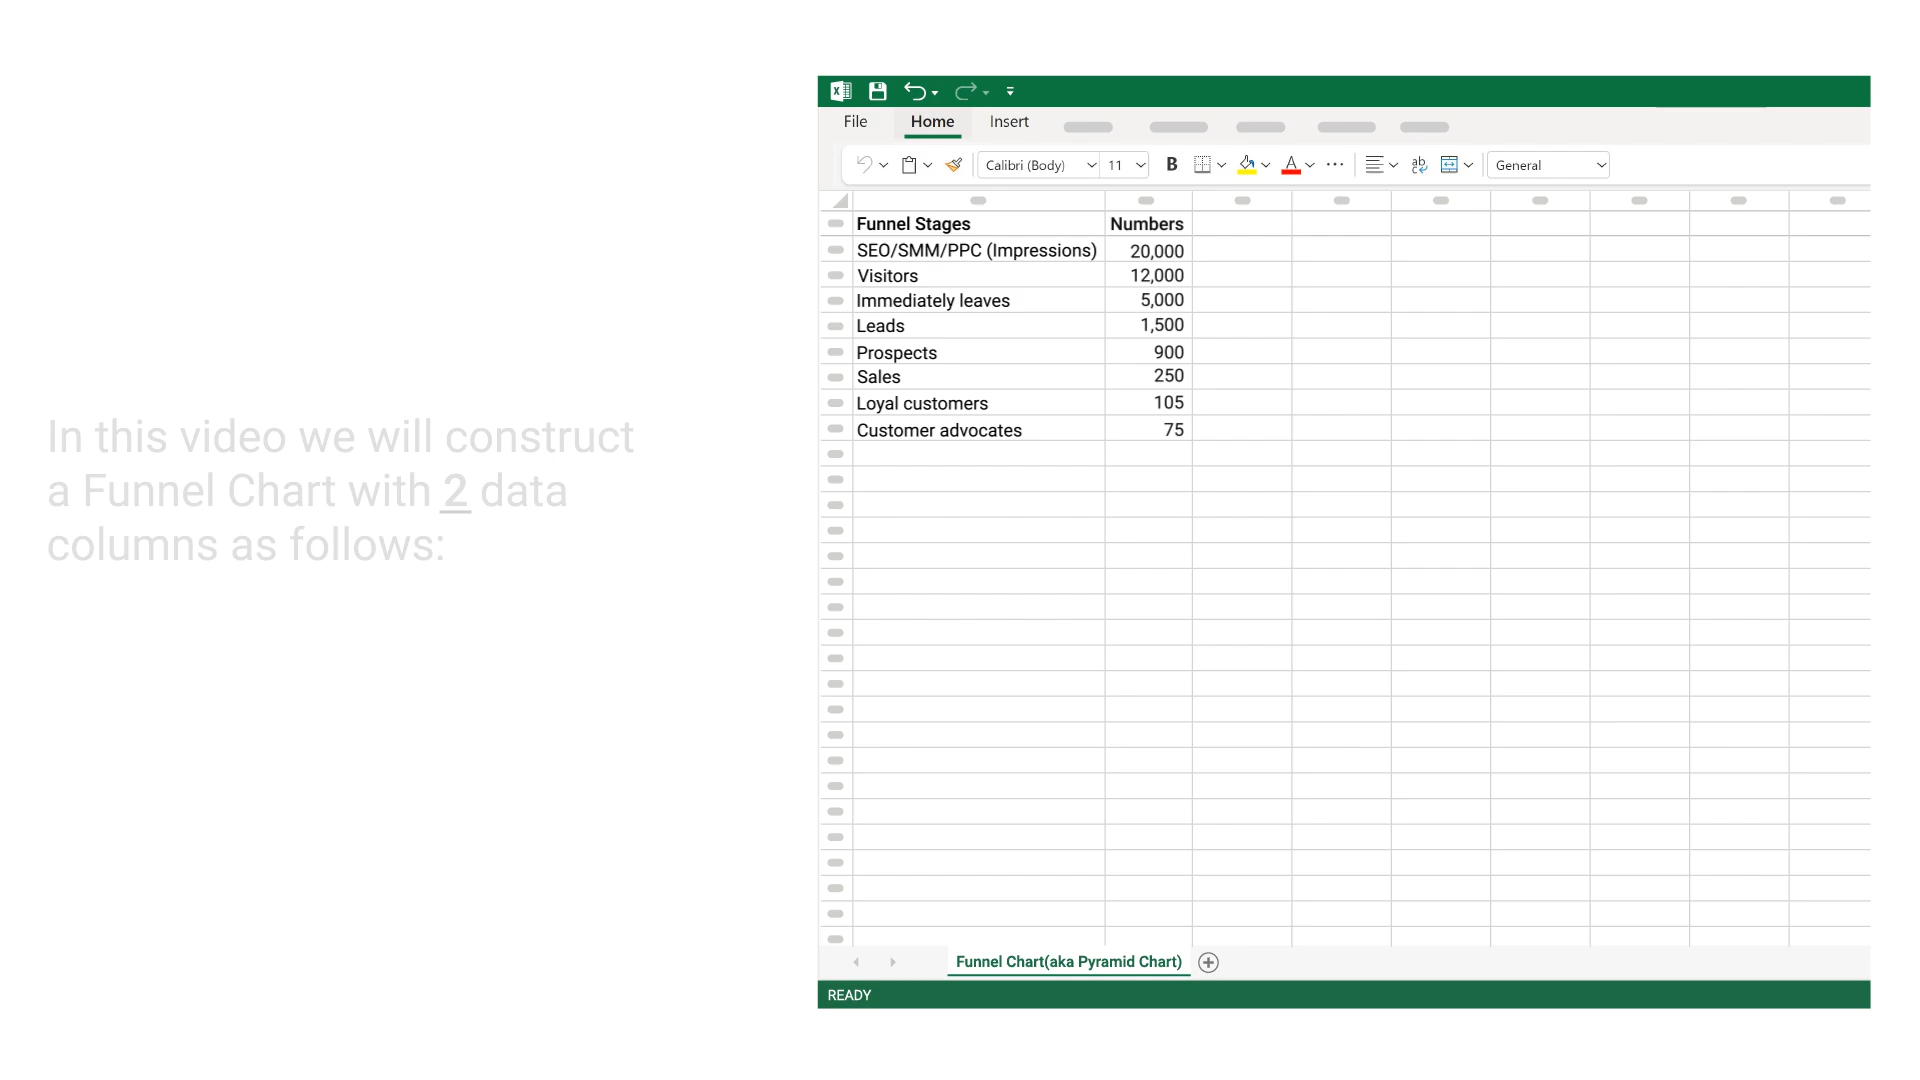 In this video we will construct
a Funnel Chart with 2 data
columns as follows:
File Home Insert
Calibri (Body) 11 B A ab c General
Funnel Stages Numbers
SEO/SMM/PPC (Impressions) 20,000
Visitors 12,000
Immediately leaves 5,000
Leads 1,500
Prospects 900
Sales 250
Loyal customers 105
Customer advocates 75
Funnel Chart(aka Pyramid Chart)
READY